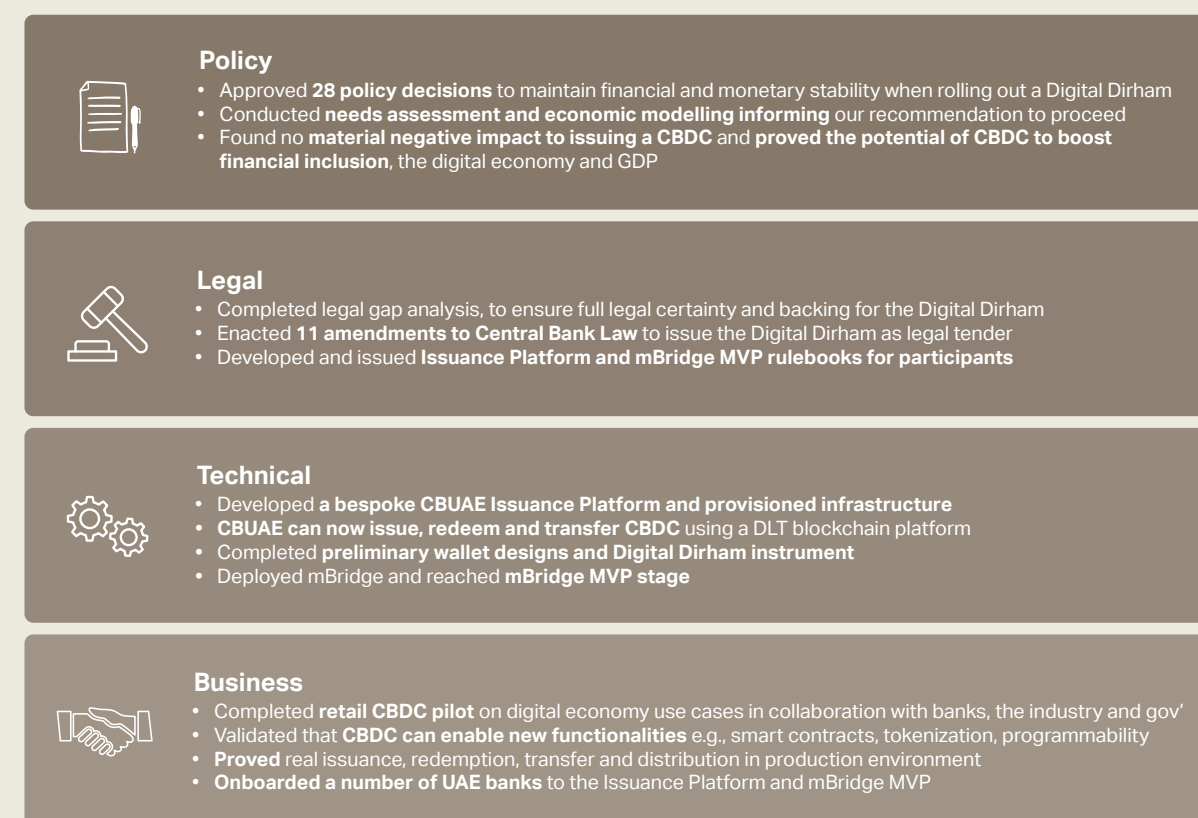 Policy
• Approved 28 policy decisions to maintain financial and monetary stability when rolling out a Digital Dirham
• Conducted needs assessment and economic modelling informing our recommendation to proceed
• Found no material negative impact to issuing a CBDC and proved the potential of CBDC to boost
financial inclusion, the digital economy and GDP
Legal
• Completed legal gap analysis, to ensure full legal certainty and backing for the Digital Dirham
• Enacted 11 amendments to Central Bank Law to issue the Digital Dirham as legal tender
• Developed and issued Issuance Platform and mBridge MVP rulebooks for participants
Technical
• Developed a bespoke CBUAE Issuance Platform and provisioned infrastructure
• CBUAE can now issue, redeem and transfer CBDC using a DLT blockchain platform
• Completed preliminary wallet designs and Digital Dirham instrument
• Deployed mBridge and reached mBridge MVP stage
Business
• Completed retail CBDC pilot on digital economy use cases in collaboration with banks, the industry and gov’
• Validated that CBDC can enable new functionalities e.g., smart contracts, tokenization, programmability
• Proved real issuance, redemption, transfer and distribution in production environment
• Onboarded a number of UAE banks to the Issuance Platform and mBridge MVP